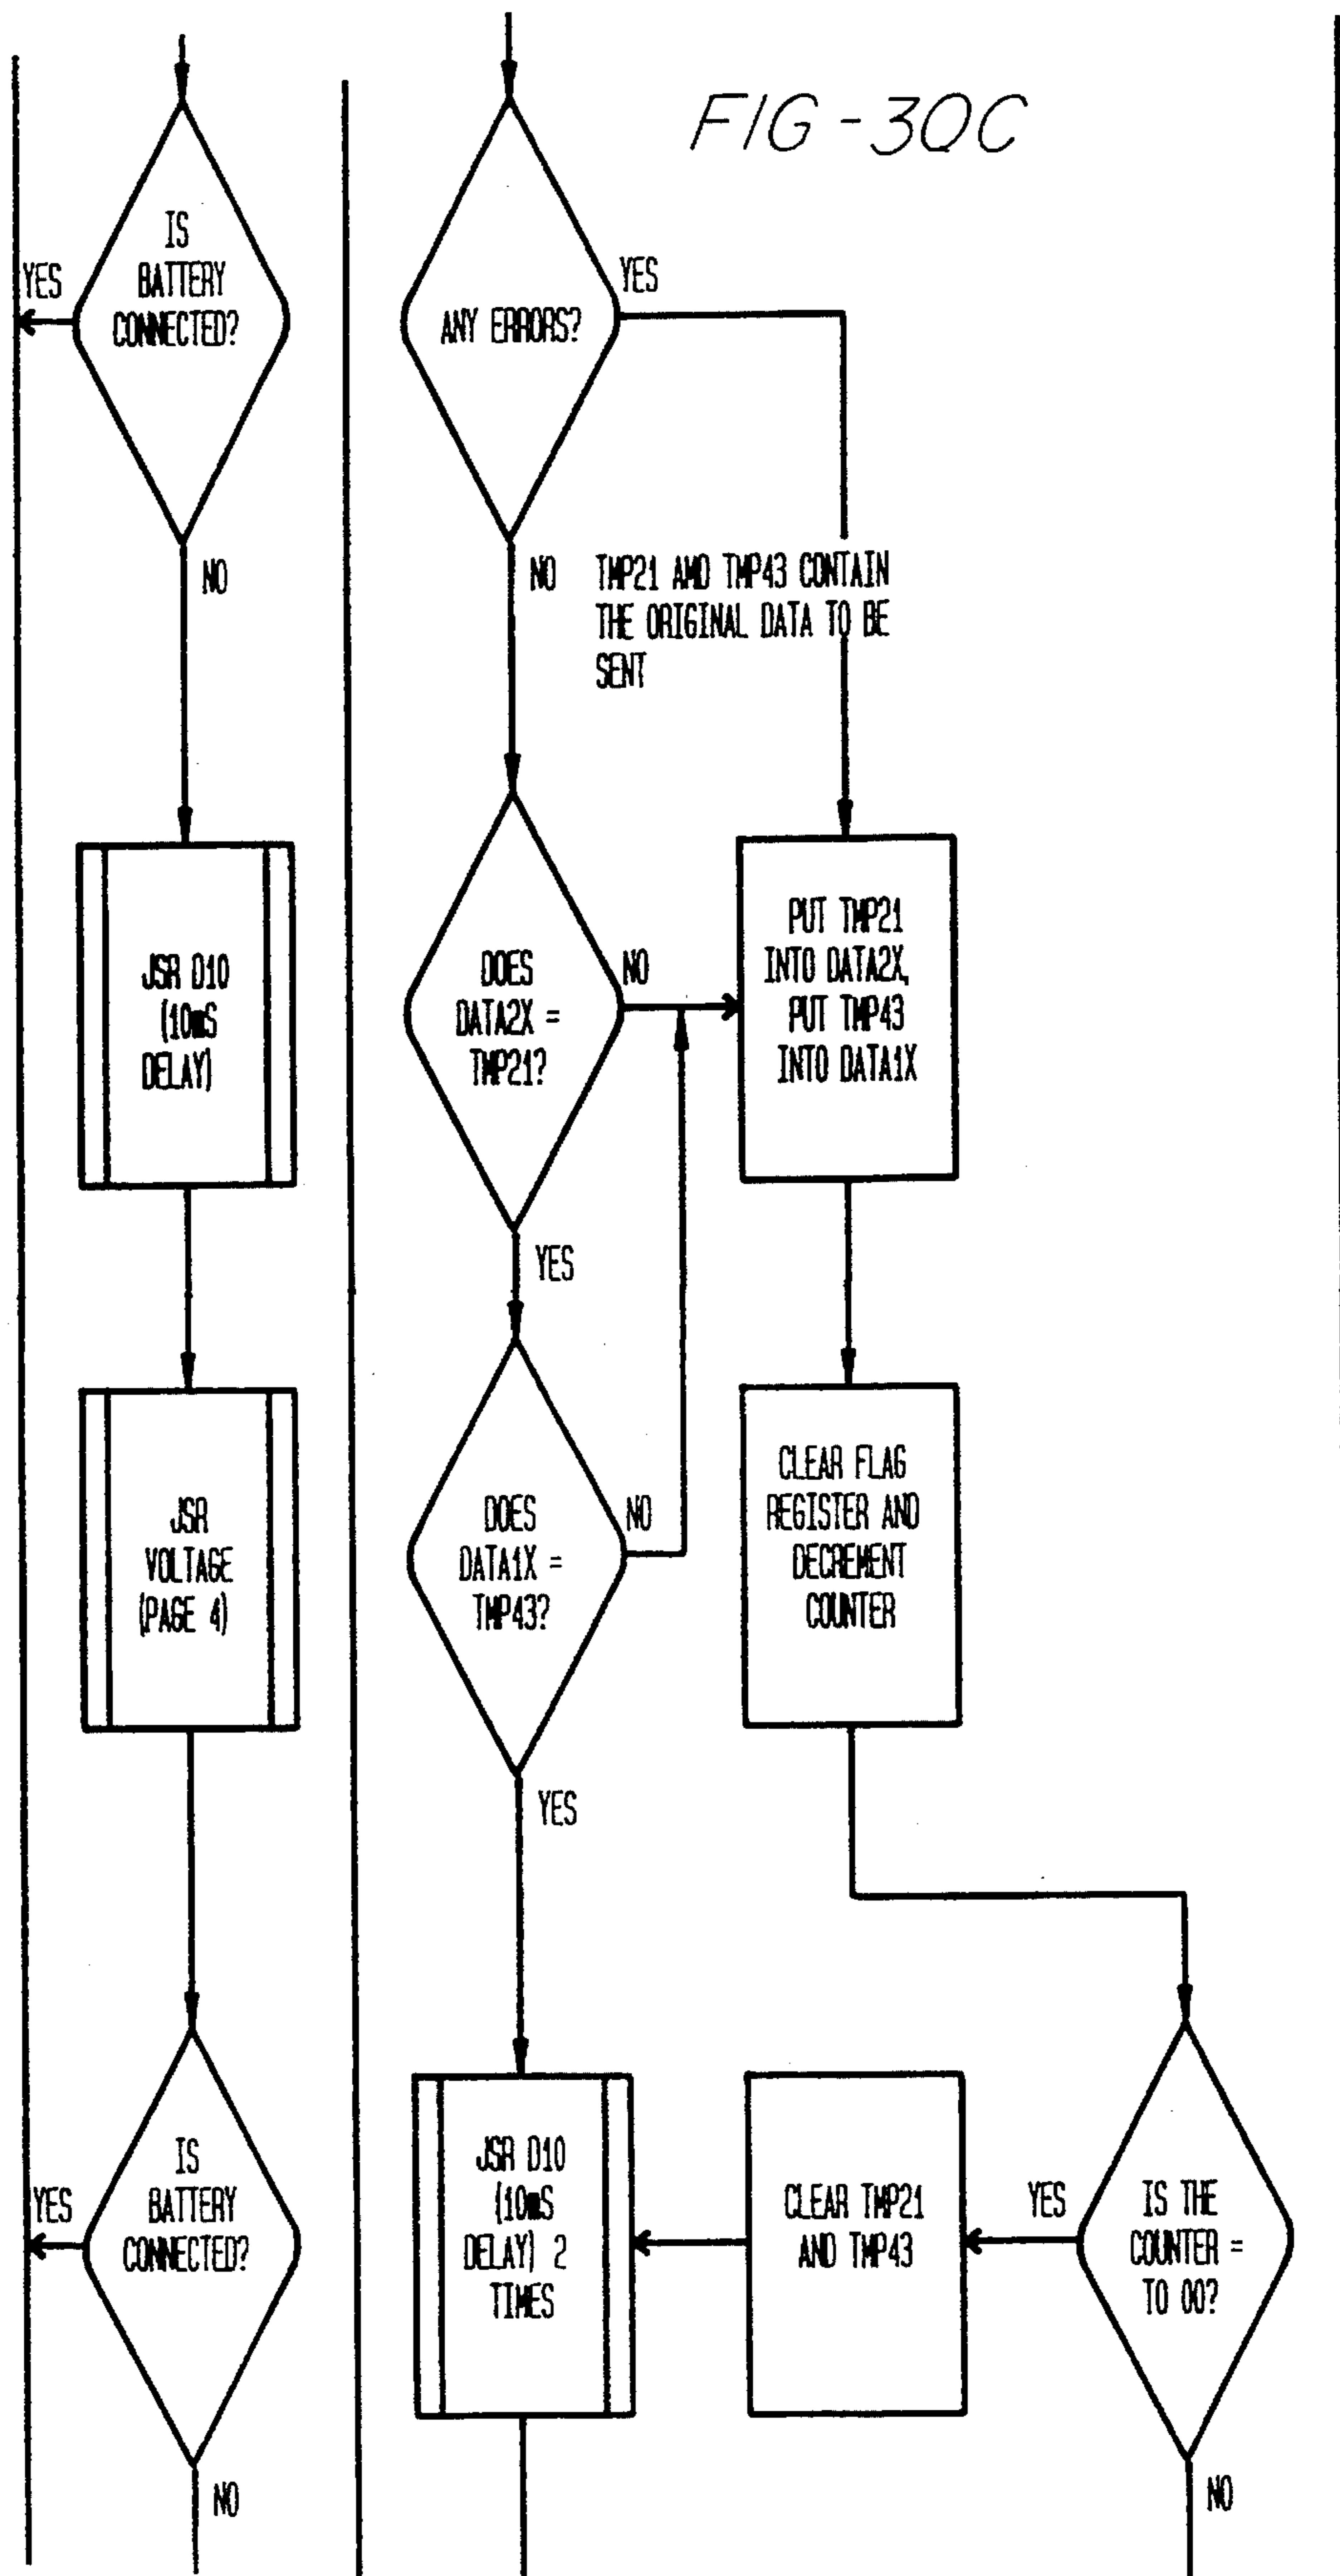 FIG-30C
IS
BATTERY
CONNECTED?
YES
NO
JSR D10
(10mS
DELAY)
JSR
VOLTAGE
(PAGE 4)
IS
BATTERY
CONNECTED?
YES
NO
ANY ERRORS?
YES
NO
TMP21 AMD TMP43 CONTAIN
THE ORIGINAL DATA TO BE
SENT
DOES
DATA2X =
TMP21?
NO
YES
PUT TMP21
INTO DATA2X,
PUT TMP43
INTO DATA1X
DOES
DATA1X =
TMP43?
NO
YES
CLEAR FLAG
REGISTER AND
DECREMENT
COUNTER
JSR D10
(10mS
DELAY) 2
TIMES
CLEAR TMP21
AND TMP43
YES
IS THE
COUNTER =
TO 00?
NO